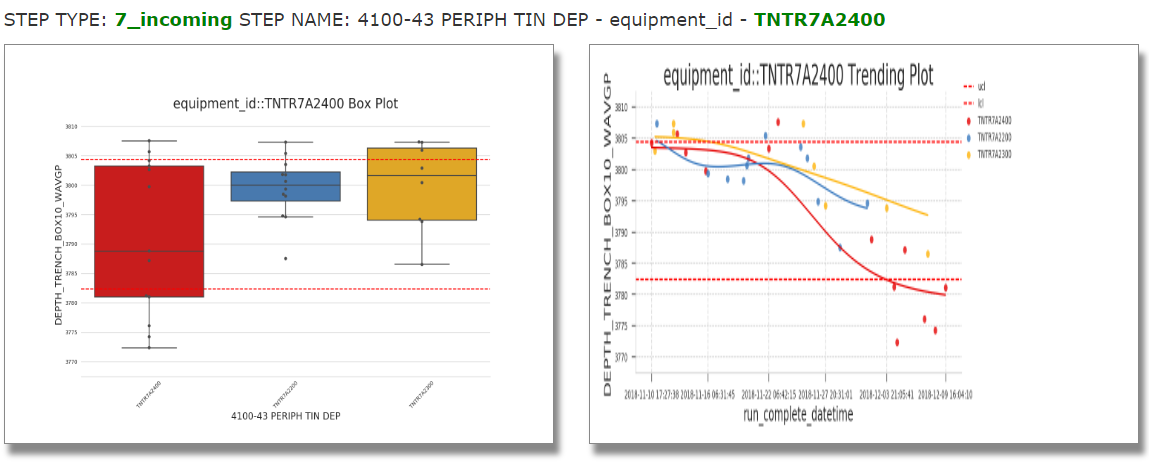 STEP TYPE: 7_incoming STEP NAME: 4100-43 PERIPH TIN DEP - equipment_id - TNTR7A2400
equipment_id::TNTR7A2400 Box Plot
DEPTH_TRENCH_BOX10_WAVGP
3810
3805
3800
3795
3790
3785
3780
3775
3770
TNTR7A2400
TNTR7A2200
TNTR7A2300
4100-43 PERIPH TIN DEP
equipment_id::TNTR7A2400 Trending Plot
DEPTH_TRENCH_BOX10_WAVGP
3810
3805
3800
3795
3790
3785
3780
3775
3770
2018-11-10 17:27:38
2018-11-16 06:31:45
2018-11-22 06:42:15
2018-11-27 20:31:01
2018-12-03 21:05:41
2018-12-09 16:04:10
run_complete_datetime
ucl
lcl
TNTR7A2400
TNTR7A2200
TNTR7A2300